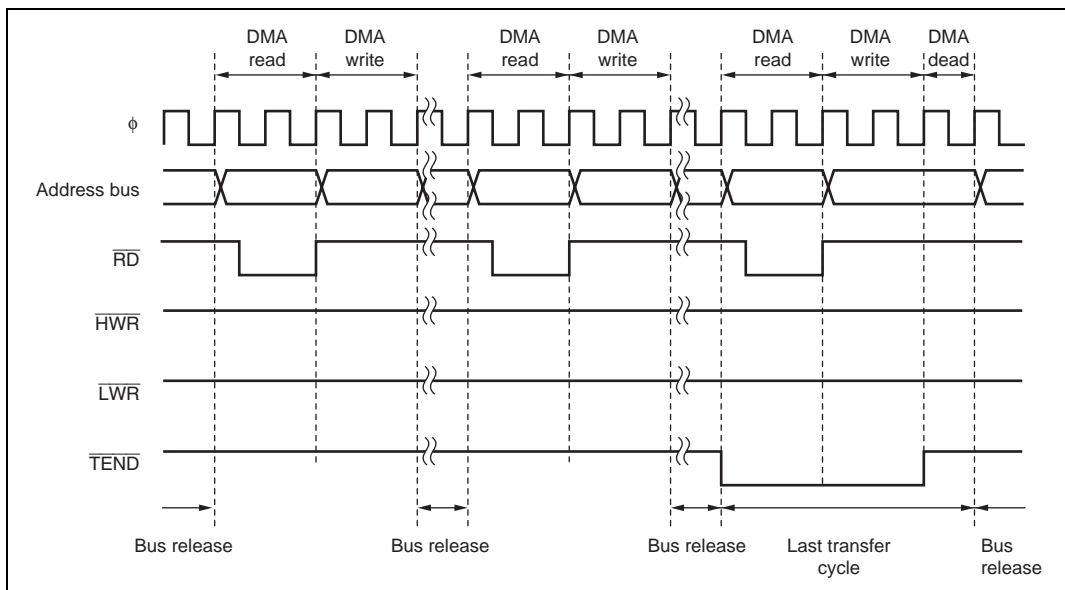 DMA read
DMA write
DMA read
DMA write
DMA read
DMA write
DMA dead
ϕ
Address bus
RD
HWR
LWR
TEND
Bus release
Bus release
Bus release
Last transfer cycle
Bus release